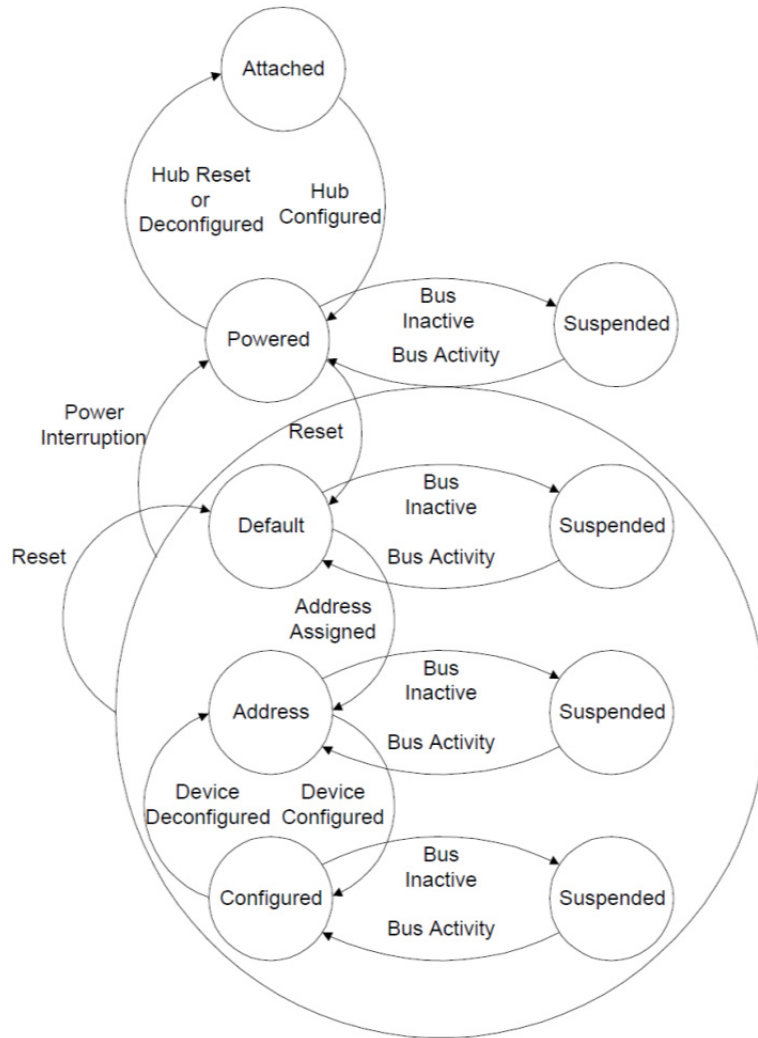 Attached
Hub Reset
or
Deconfigured
Hub
Configured
Powered
Bus
Inactive
Suspended
Bus Activity
Power
Interruption
Reset
Default
Bus
Inactive
Suspended
Bus Activity
Reset
Address
Assigned
Address
Bus
Inactive
Suspended
Bus Activity
Device
Deconfigured
Device
Configured
Configured
Bus
Inactive
Suspended
Bus Activity